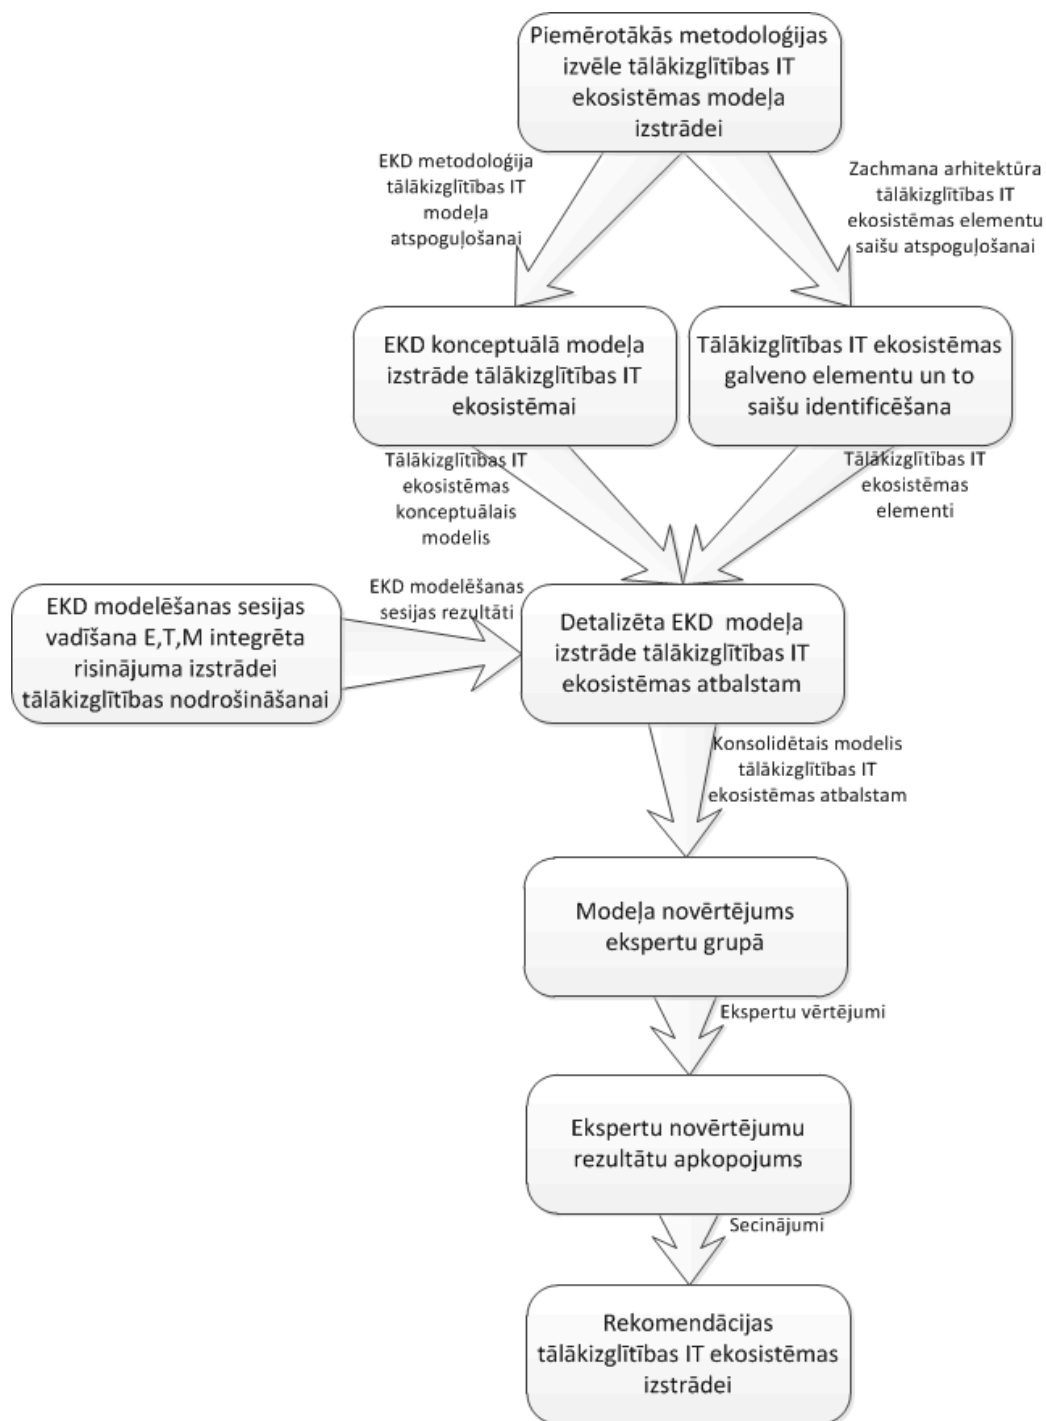 Piemērotākās metodoloģijas
izvēle tālākizglītības IT
ekosistēmas modeļa
izstrādei
EKD metodoloģija
tālākizglītības IT
modeļa
atspoguļošanai
Zachmana arhitektūra
tālākizglītības IT
ekosistēmas elementu
saišu atspoguļošanai
EKD konceptuālā modeļa
izstrāde tālākizglītības IT
ekosistēmai
Tālākizglītības IT ekosistēmas
galveno elementu un to
saišu identificēšana
Tālākizglītības IT
ekosistēmas
konceptuālais
modelis
Tālākizglītības IT
ekosistēmas
elementi
EKD modelēšanas sesijas
vadīšana E,T,M integrēta
risinājuma izstrādei
tālākizglītības nodrošināšanai
EKD modelēšanas
sesijas rezultāti
Detalizēta EKD modeļa
izstrāde tālākizglītības IT
ekosistēmas atbalstam
Konsolidētais modelis
tālākizglītības IT
ekosistēmas atbalstam
Modeļa novērtējums
ekspertu grupā
Ekspertu vērtējumi
Ekspertu novērtējumu
rezultātu apkopojums
Secinājumi
Rekomendācijas
tālākizglītības IT ekosistēmas
izstrādei